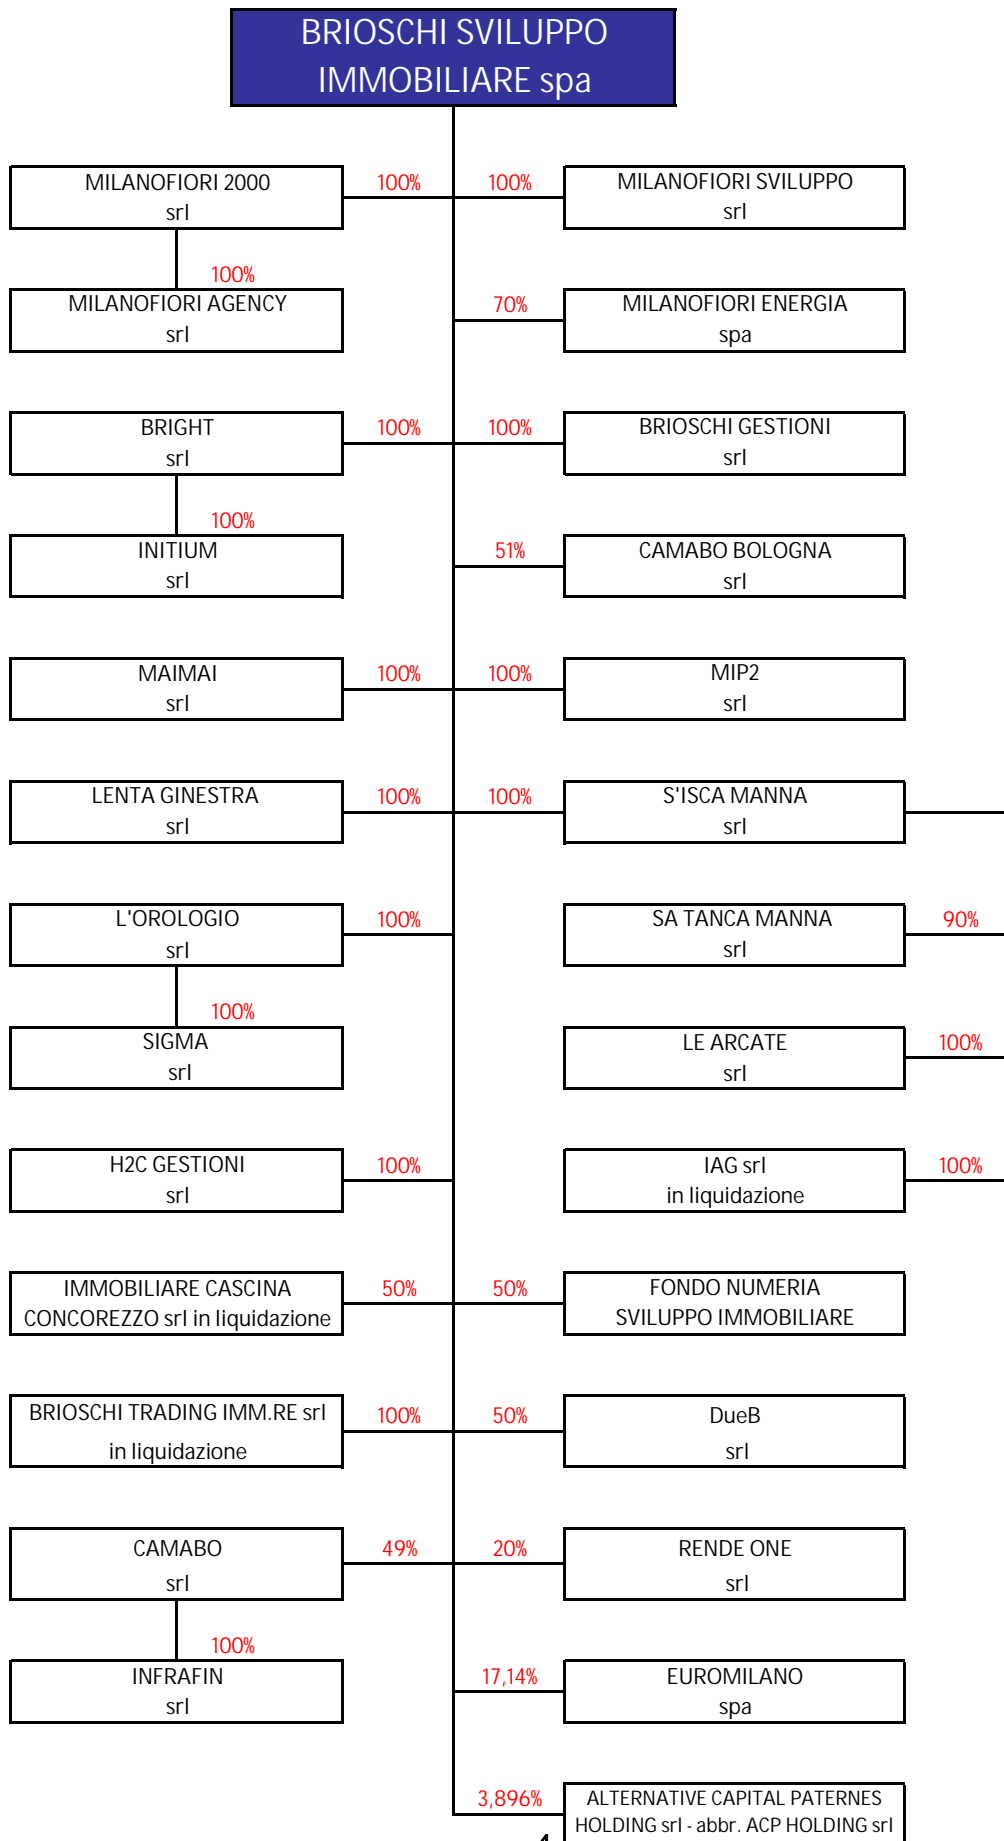 BRIOSCHI SVILUPPO
IMMOBILIARE spa
MILANOFIORI 2000
srl
100%
100%
MILANOFIORI SVILUPPO
srl
100%
MILANOFIORI AGENCY
srl
70%
MILANOFIORI ENERGIA
spa
BRIGHT
srl
100%
100%
BRIOSCHI GESTIONI
srl
100%
INITIUM
srl
51%
CAMABO BOLOGNA
srl
MAIMAI
srl
100%
100%
MIP2
srl
LENTA GINESTRA
srl
100%
100%
S'ISCA MANNA
srl
L'OROLOGIO
srl
100%
SA TANCA MANNA
srl
90%
100%
SIGMA
srl
LE ARCATE
srl
100%
H2C GESTIONI
srl
100%
IAG srl
in liquidazione
100%
IMMOBILIARE CASCINA
CONCOREZZO srl in liquidazione
50%
50%
FONDO NUMERIA
SVILUPPO IMMOBILIARE
BRIOSCHI TRADING IMM.RE srl
in liquidazione
100%
50%
DueB
srl
CAMABO
srl
49%
20%
RENDE ONE
srl
100%
INFRAFIN
srl
17,14%
EUROMILANO
spa
3,896%
ALTERNATIVE CAPITAL PATERNES
HOLDING srl - abbr. ACP HOLDING srl